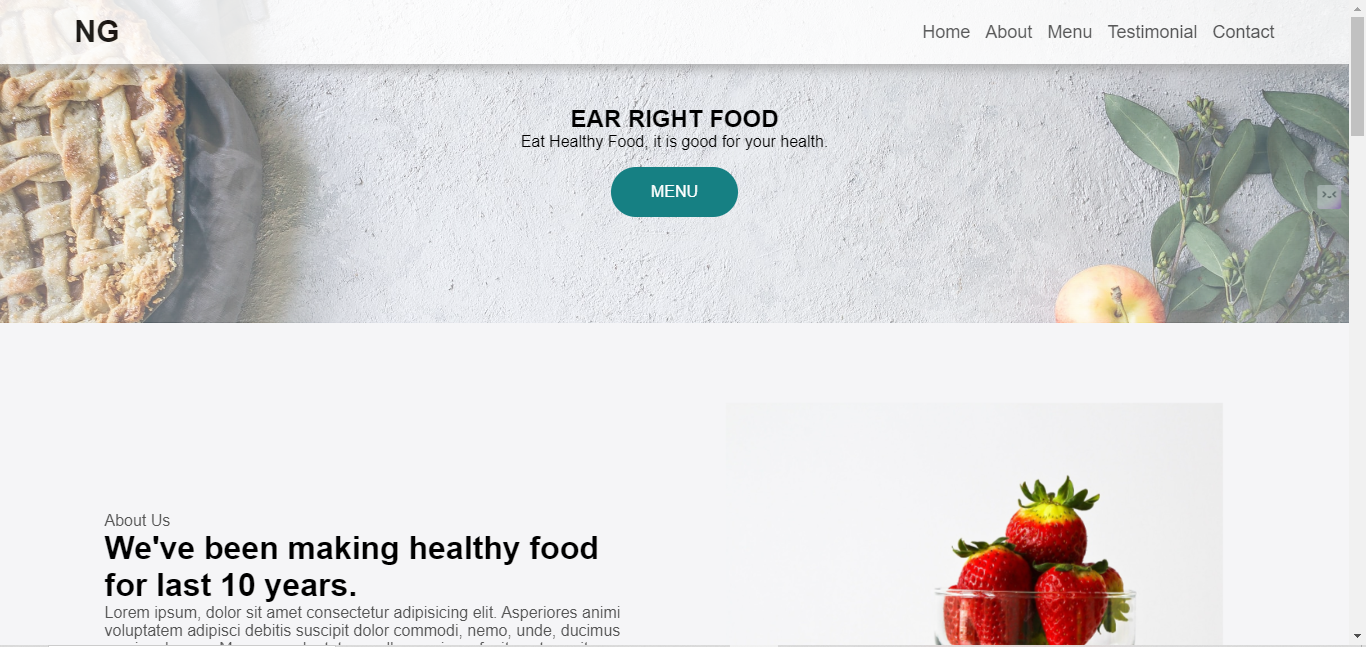 NG
Home About Menu Testimonial Contact
EAR RIGHT FOOD
Eat Healthy Food, it is good for your health.
MENU
About Us
We've been making healthy food
for last 10 years.
Lorem ipsum, dolor sit amet consectetur adipisicing elit. Asperiores animi
voluptatem adipisci debitis suscipit dolor commodi, nemo, unde, ducimus